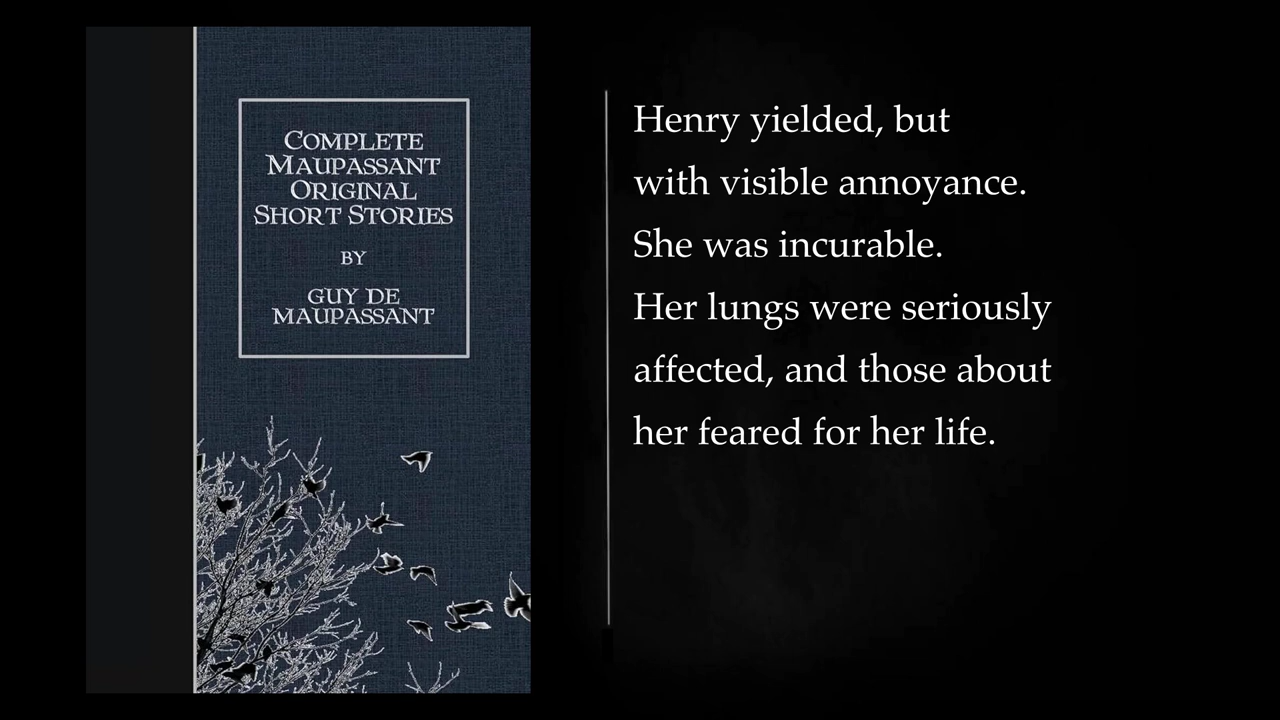 COMPLETE
MAUPASSANT
ORIGINAL
SHORT STORIES
BY
GUY DE
MAUPASSANT
Henry yielded, but
with visible annoyance.
She was incurable.
Her lungs were seriously
affected, and those about
her feared for her life.